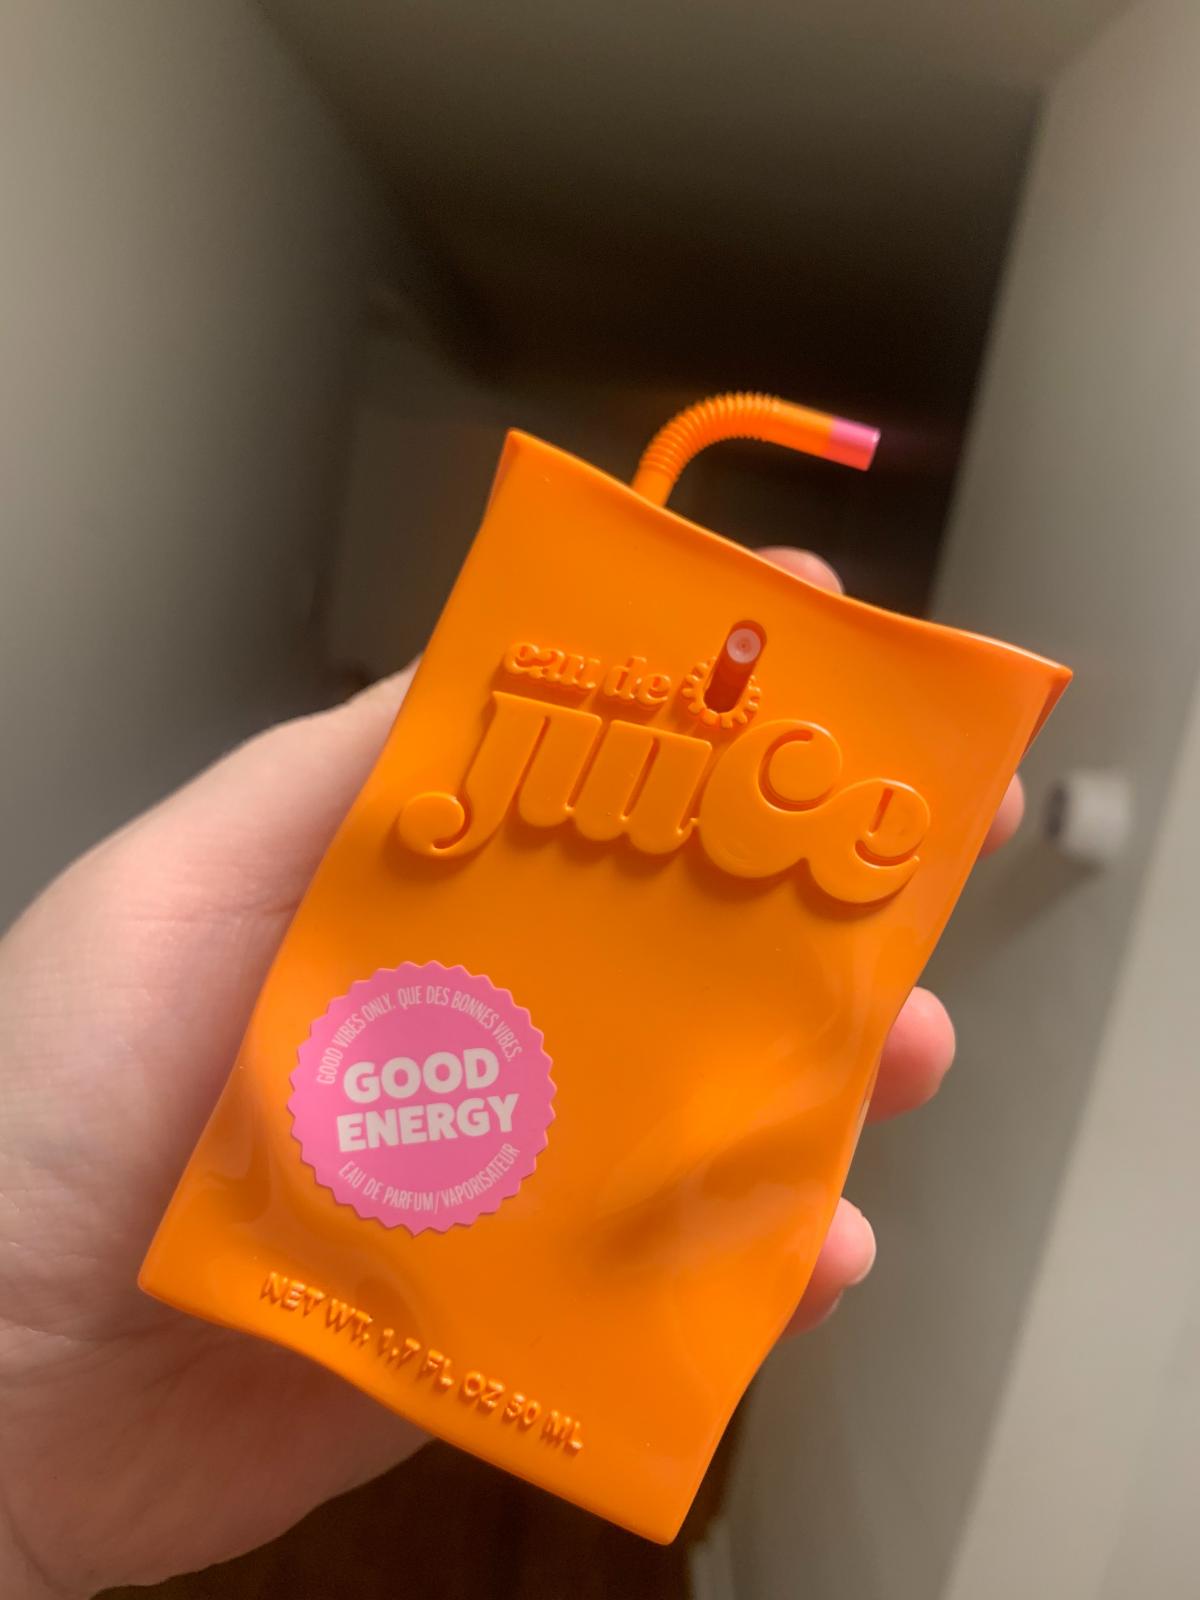 eau de
juice
GOOD VIBES ONLY. QUE DES BONNES VIBES.
GOOD
ENERGY
EAU DE PARFUM/VAPORISATEUR
NET WT. 1.7 FL OZ 50 ML